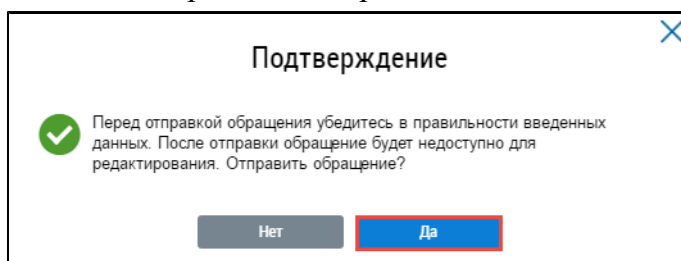 Подтверждение
Перед отправкой обращения убедитесь в правильности введенных
данных. После отправки обращение будет недоступно для
редактирования. Отправить обращение?
Нет
Да